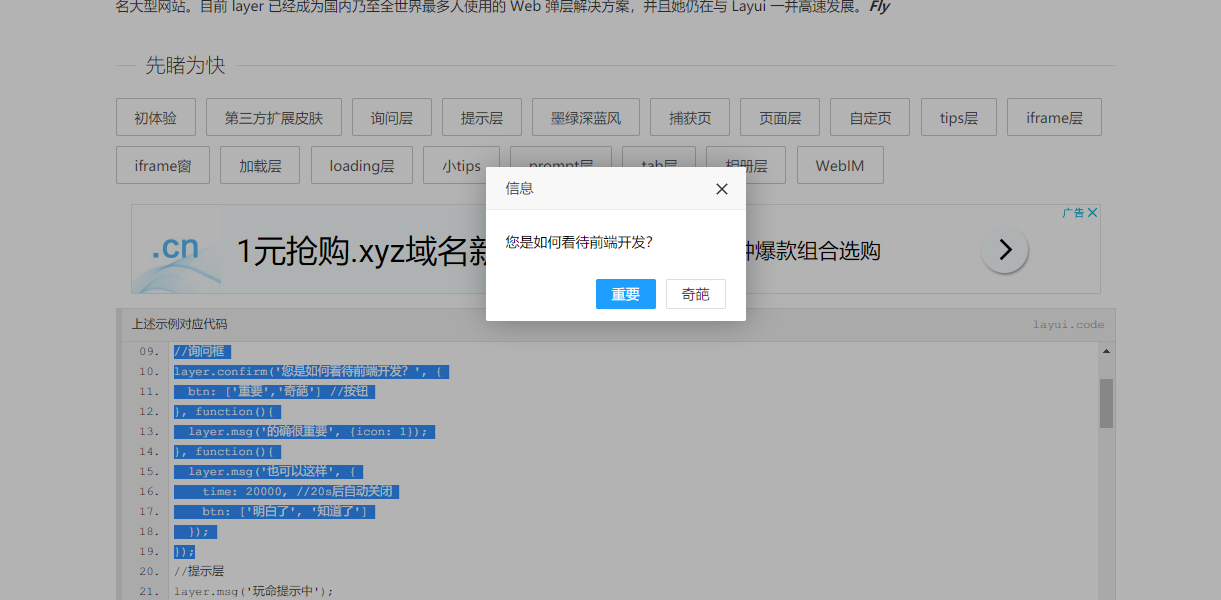 名大型网站。目前 layer 已经成为国内乃至全世界最多人使用的 Web 弹层解决方案，并且她仍在与 Layui 一并高速发展。Fly
先睹为快
初体验 第三方扩展皮肤 询问层 提示层 墨绿深蓝风 捕获页 页面层 自定页 tips层 iframe层
iframe窗 加载层 loading层 小tips prompt层 tab层 相册层 WebIM
信息
您是如何看待前端开发？
重要 奇葩
广告
.cn 1元抢购.xyz域名新 爆款组合选购
上述示例对应代码 layui.code
09. //询问框
10. layer.confirm('您是如何看待前端开发？', {
11. btn: ['重要','奇葩'] //按钮
12. }, function(){
13. layer.msg('的确很重要', {icon: 1});
14. }, function(){
15. layer.msg('也可以这样', {
16. time: 20000, //20s后自动关闭
17. btn: ['明白了', '知道了']
18. });
19. });
20. //提示层
21. layer.msg('玩命提示中');